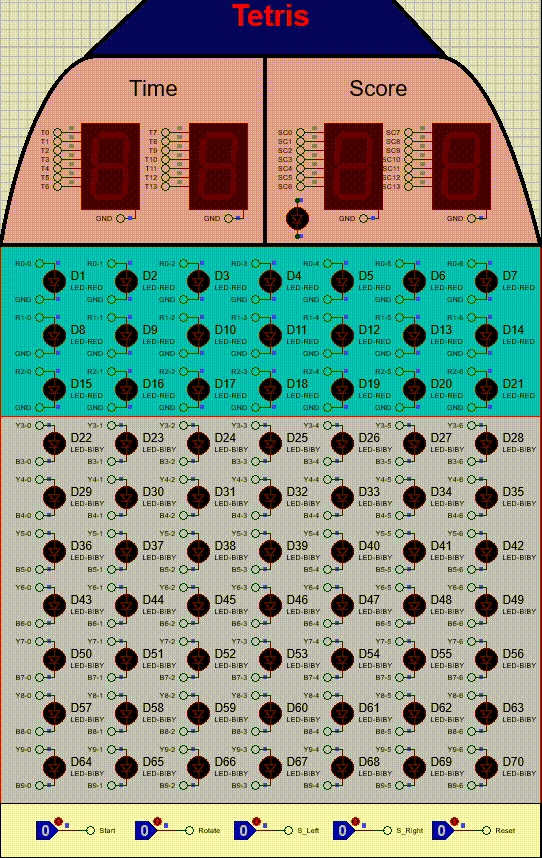 Tetris
Time Score
T0 T7 SC0 SC7
T1 T8 SC1 SC8
T2 T9 SC2 SC9
T3 T10 SC3 SC10
T4 T11 SC4 SC11
T5 T12 SC5 SC12
T6 T13 SC6 SC13
GND GND GND GND
R0-0 R0-1 R0-2 R0-3 R0-4 R0-5 R0-6
D1 D2 D3 D4 D5 D6 D7
LED-RED LED-RED LED-RED LED-RED LED-RED LED-RED LED-RED
GND GND GND GND GND GND GND
R1-0 R1-1 R1-2 R1-3 R1-4 R1-5 R1-6
D8 D9 D10 D11 D12 D13 D14
LED-RED LED-RED LED-RED LED-RED LED-RED LED-RED LED-RED
GND GND GND GND GND GND GND
R2-0 R2-1 R2-2 R2-3 R2-4 R2-5 R2-6
D15 D16 D17 D18 D19 D20 D21
LED-RED LED-RED LED-RED LED-RED LED-RED LED-RED LED-RED
GND GND GND GND GND GND GND
Y3-0 Y3-1 Y3-2 Y3-3 Y3-4 Y3-5 Y3-6
D22 D23 D24 D25 D26 D27 D28
LED-BIBY LED-BIBY LED-BIBY LED-BIBY LED-BIBY LED-BIBY LED-BIBY
B3-0 B3-1 B3-2 B3-3 B3-4 B3-5 B3-6
Y4-0 Y4-1 Y4-2 Y4-3 Y4-4 Y4-5 Y4-6
D29 D30 D31 D32 D33 D34 D35
LED-BIBY LED-BIBY LED-BIBY LED-BIBY LED-BIBY LED-BIBY LED-BIBY
B4-0 B4-1 B4-2 B4-3 B4-4 B4-5 B4-6
Y5-0 Y5-1 Y5-2 Y5-3 Y5-4 Y5-5 Y5-6
D36 D37 D38 D39 D40 D41 D42
LED-BIBY LED-BIBY LED-BIBY LED-BIBY LED-BIBY LED-BIBY LED-BIBY
B5-0 B5-1 B5-2 B5-3 B5-4 B5-5 B5-6
Y6-0 Y6-1 Y6-2 Y6-3 Y6-4 Y6-5 Y6-6
D43 D44 D45 D46 D47 D48 D49
LED-BIBY LED-BIBY LED-BIBY LED-BIBY LED-BIBY LED-BIBY LED-BIBY
B6-0 B6-1 B6-2 B6-3 B6-4 B6-5 B6-6
Y7-0 Y7-1 Y7-2 Y7-3 Y7-4 Y7-5 Y7-6
D50 D51 D52 D53 D54 D55 D56
LED-BIBY LED-BIBY LED-BIBY LED-BIBY LED-BIBY LED-BIBY LED-BIBY
B7-0 B7-1 B7-2 B7-3 B7-4 B7-5 B7-6
Y8-0 Y8-1 Y8-2 Y8-3 Y8-4 Y8-5 Y8-6
D57 D58 D59 D60 D61 D62 D63
LED-BIBY LED-BIBY LED-BIBY LED-BIBY LED-BIBY LED-BIBY LED-BIBY
B8-0 B8-1 B8-2 B8-3 B8-4 B8-5 B8-6
Y9-0 Y9-1 Y9-2 Y9-3 Y9-4 Y9-5 Y9-6
D64 D65 D66 D67 D68 D69 D70
LED-BIBY LED-BIBY LED-BIBY LED-BIBY LED-BIBY LED-BIBY LED-BIBY
B9-0 B9-1 B9-2 B9-3 B9-4 B9-5 B9-6
0 Start 0 Rotate 0 S_Left 0 S_Right 0 Reset